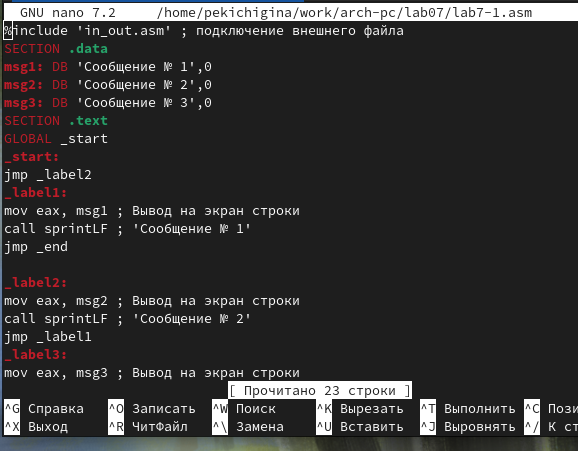 GNU nano 7.2 /home/pekichigina/work/arch-pc/lab07/lab7-1.asm
%include 'in_out.asm' ; подключение внешнего файла
SECTION .data
msg1: DB 'Сообщение № 1',0
msg2: DB 'Сообщение № 2',0
msg3: DB 'Сообщение № 3',0
SECTION .text
GLOBAL _start
_start:
jmp _label2
_label1:
mov eax, msg1 ; Вывод на экран строки
call sprintLF ; 'Сообщение № 1'
jmp _end
_label2:
mov eax, msg2 ; Вывод на экран строки
call sprintLF ; 'Сообщение № 2'
jmp _label1
_label3:
mov eax, msg3 ; Вывод на экран строки
[ Прочитано 23 строки ]
^G Справка ^O Записать ^W Поиск ^K Вырезать ^T Выполнить ^C Пози
^X Выход ^R ЧитФайл ^\ Замена ^U Вставить ^J Выровнять ^/ К ст